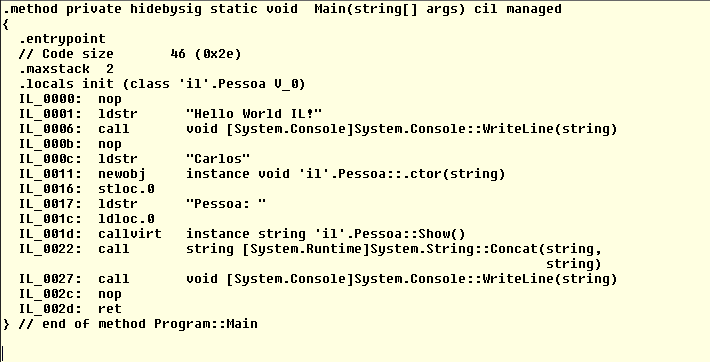 .method private hidebysig static void  Main(string[] args) cil managed
{
  .entrypoint
  // Code size       46 (0x2e)
  .maxstack  2
  .locals init (class 'il'.Pessoa V_0)
  IL_0000:  nop
  IL_0001:  ldstr      "Hello World IL!"
  IL_0006:  call       void [System.Console]System.Console::WriteLine(string)
  IL_000b:  nop
  IL_000c:  ldstr      "Carlos"
  IL_0011:  newobj     instance void 'il'.Pessoa::.ctor(string)
  IL_0016:  stloc.0
  IL_0017:  ldstr      "Pessoa: "
  IL_001c:  ldloc.0
  IL_001d:  callvirt   instance string 'il'.Pessoa::Show()
  IL_0022:  call       string [System.Runtime]System.String::Concat(string,
                                                                    string)
  IL_0027:  call       void [System.Console]System.Console::WriteLine(string)
  IL_002c:  nop
  IL_002d:  ret
} // end of method Program::Main